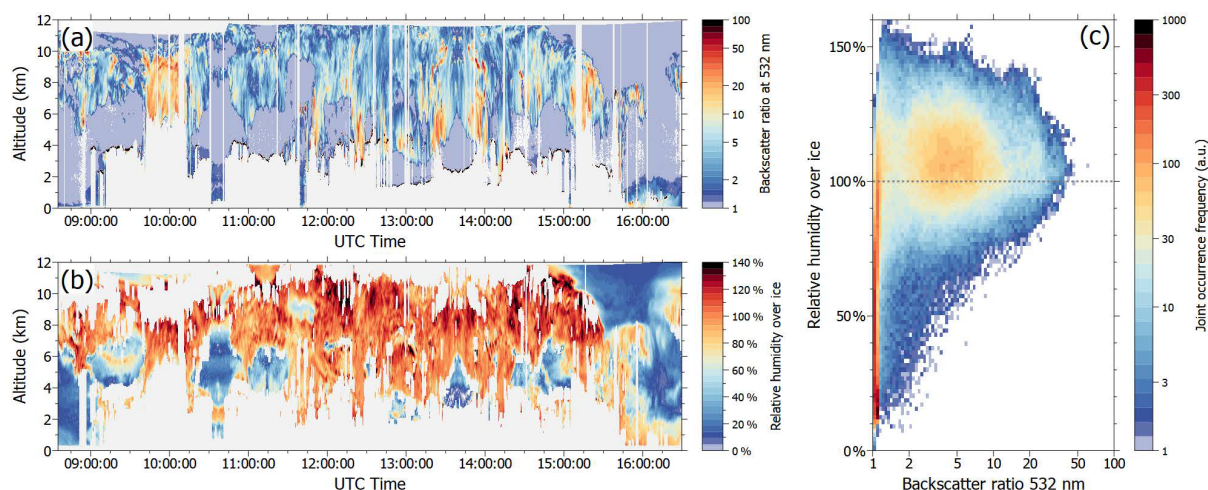 (a)
Altitude (km)
12
10
8
6
4
2
0
09:00:00 10:00:00 11:00:00 12:00:00 13:00:00 14:00:00 15:00:00 16:00:00
UTC Time
100
50
20
10
5
2
1
Backscatter ratio at 532 nm
(b)
Altitude (km)
12
10
8
6
4
2
0
09:00:00 10:00:00 11:00:00 12:00:00 13:00:00 14:00:00 15:00:00 16:00:00
UTC Time
140 %
120 %
100 %
80 %
60 %
40 %
20 %
0 %
Relative humidity over ice
(c)
Relative humidity over ice
150%
100%
50%
0%
1 2 5 10 20 50 100
Backscatter ratio 532 nm
1000
300
100
30
10
3
1
Joint occurrence frequency (a.u.)